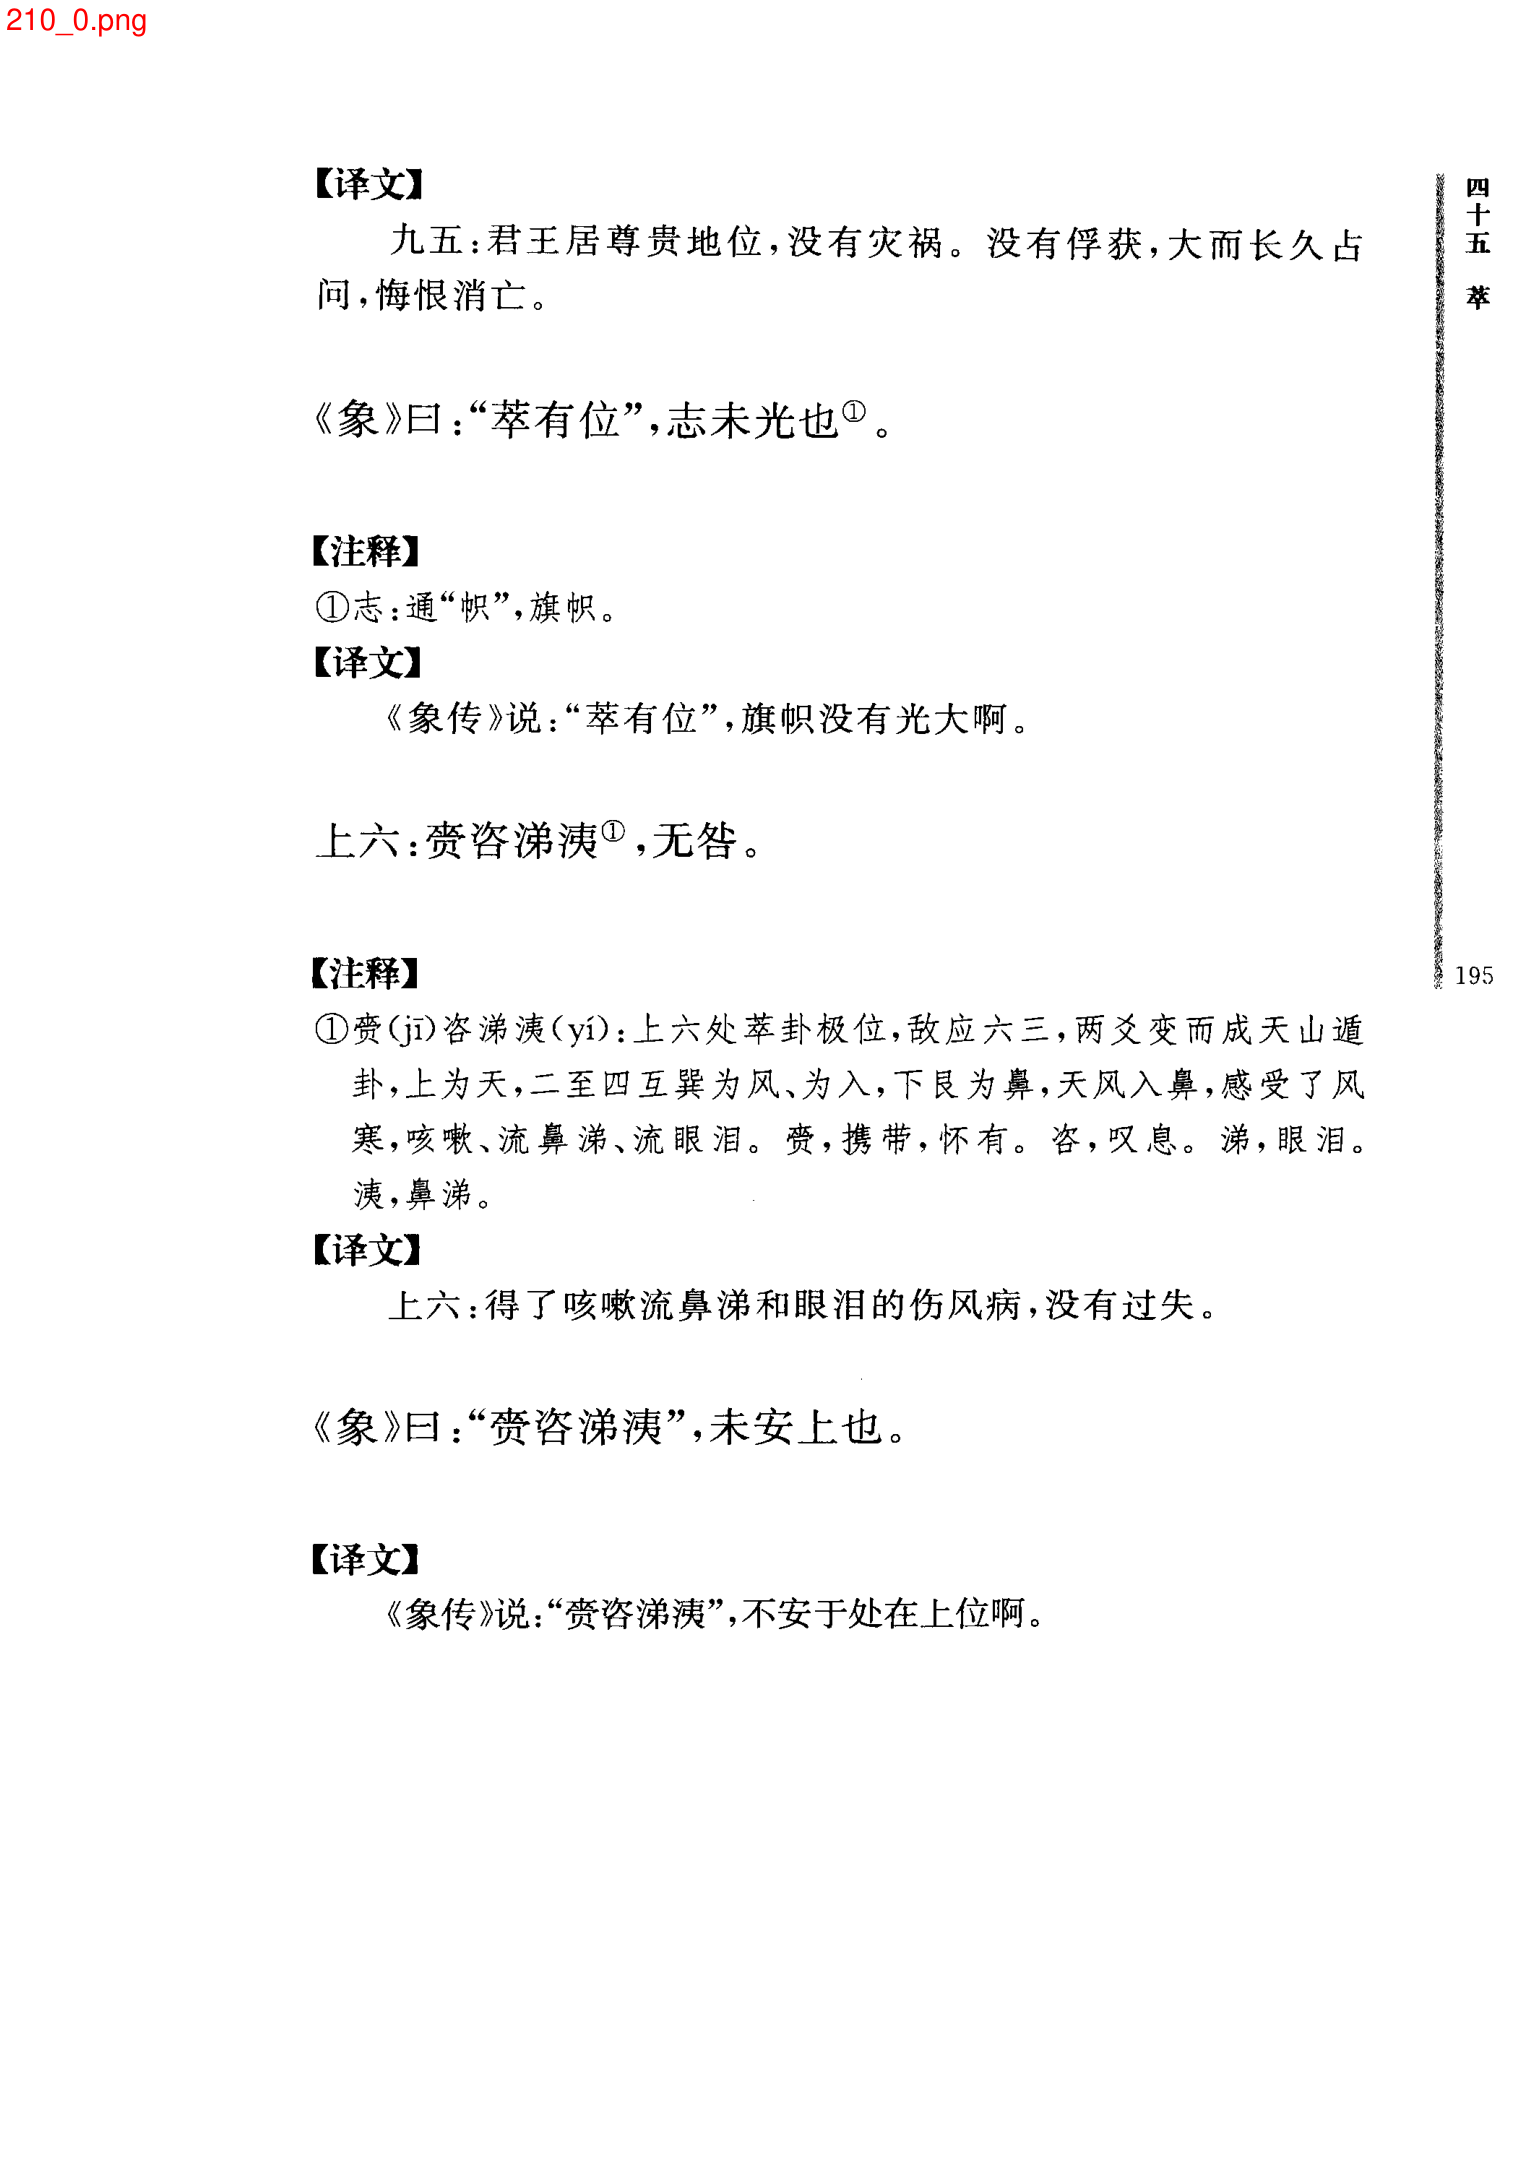 210_0.png
【译文】
九五:君王居尊贵地位,没有灾祸。没有俘获,大而长久占
问,悔恨消亡。
《象》曰:“萃有位”,志未光也①。
【注释】
①志:通“帜”,旗帜。
【译文】
《象传》说:“萃有位”,旗帜没有光大啊。
上六:赍咨涕洟①,无咎。
【注释】
①赍(jī)咨涕洟(yí):上六处萃卦极位,敌应六三,两爻变而成天山遁
卦,上为天,二至四互巽为风、为入,下艮为鼻,天风入鼻,感受了风
寒,咳嗽、流鼻涕、流眼泪。赍,携带,怀有。咨,叹息。涕,眼泪。
洟,鼻涕。
【译文】
上六:得了咳嗽流鼻涕和眼泪的伤风病,没有过失。
《象》曰:“赍咨涕洟”,未安上也。
【译文】
《象传》说:“赍咨涕洟”,不安于处在上位啊。
四十五 萃
195